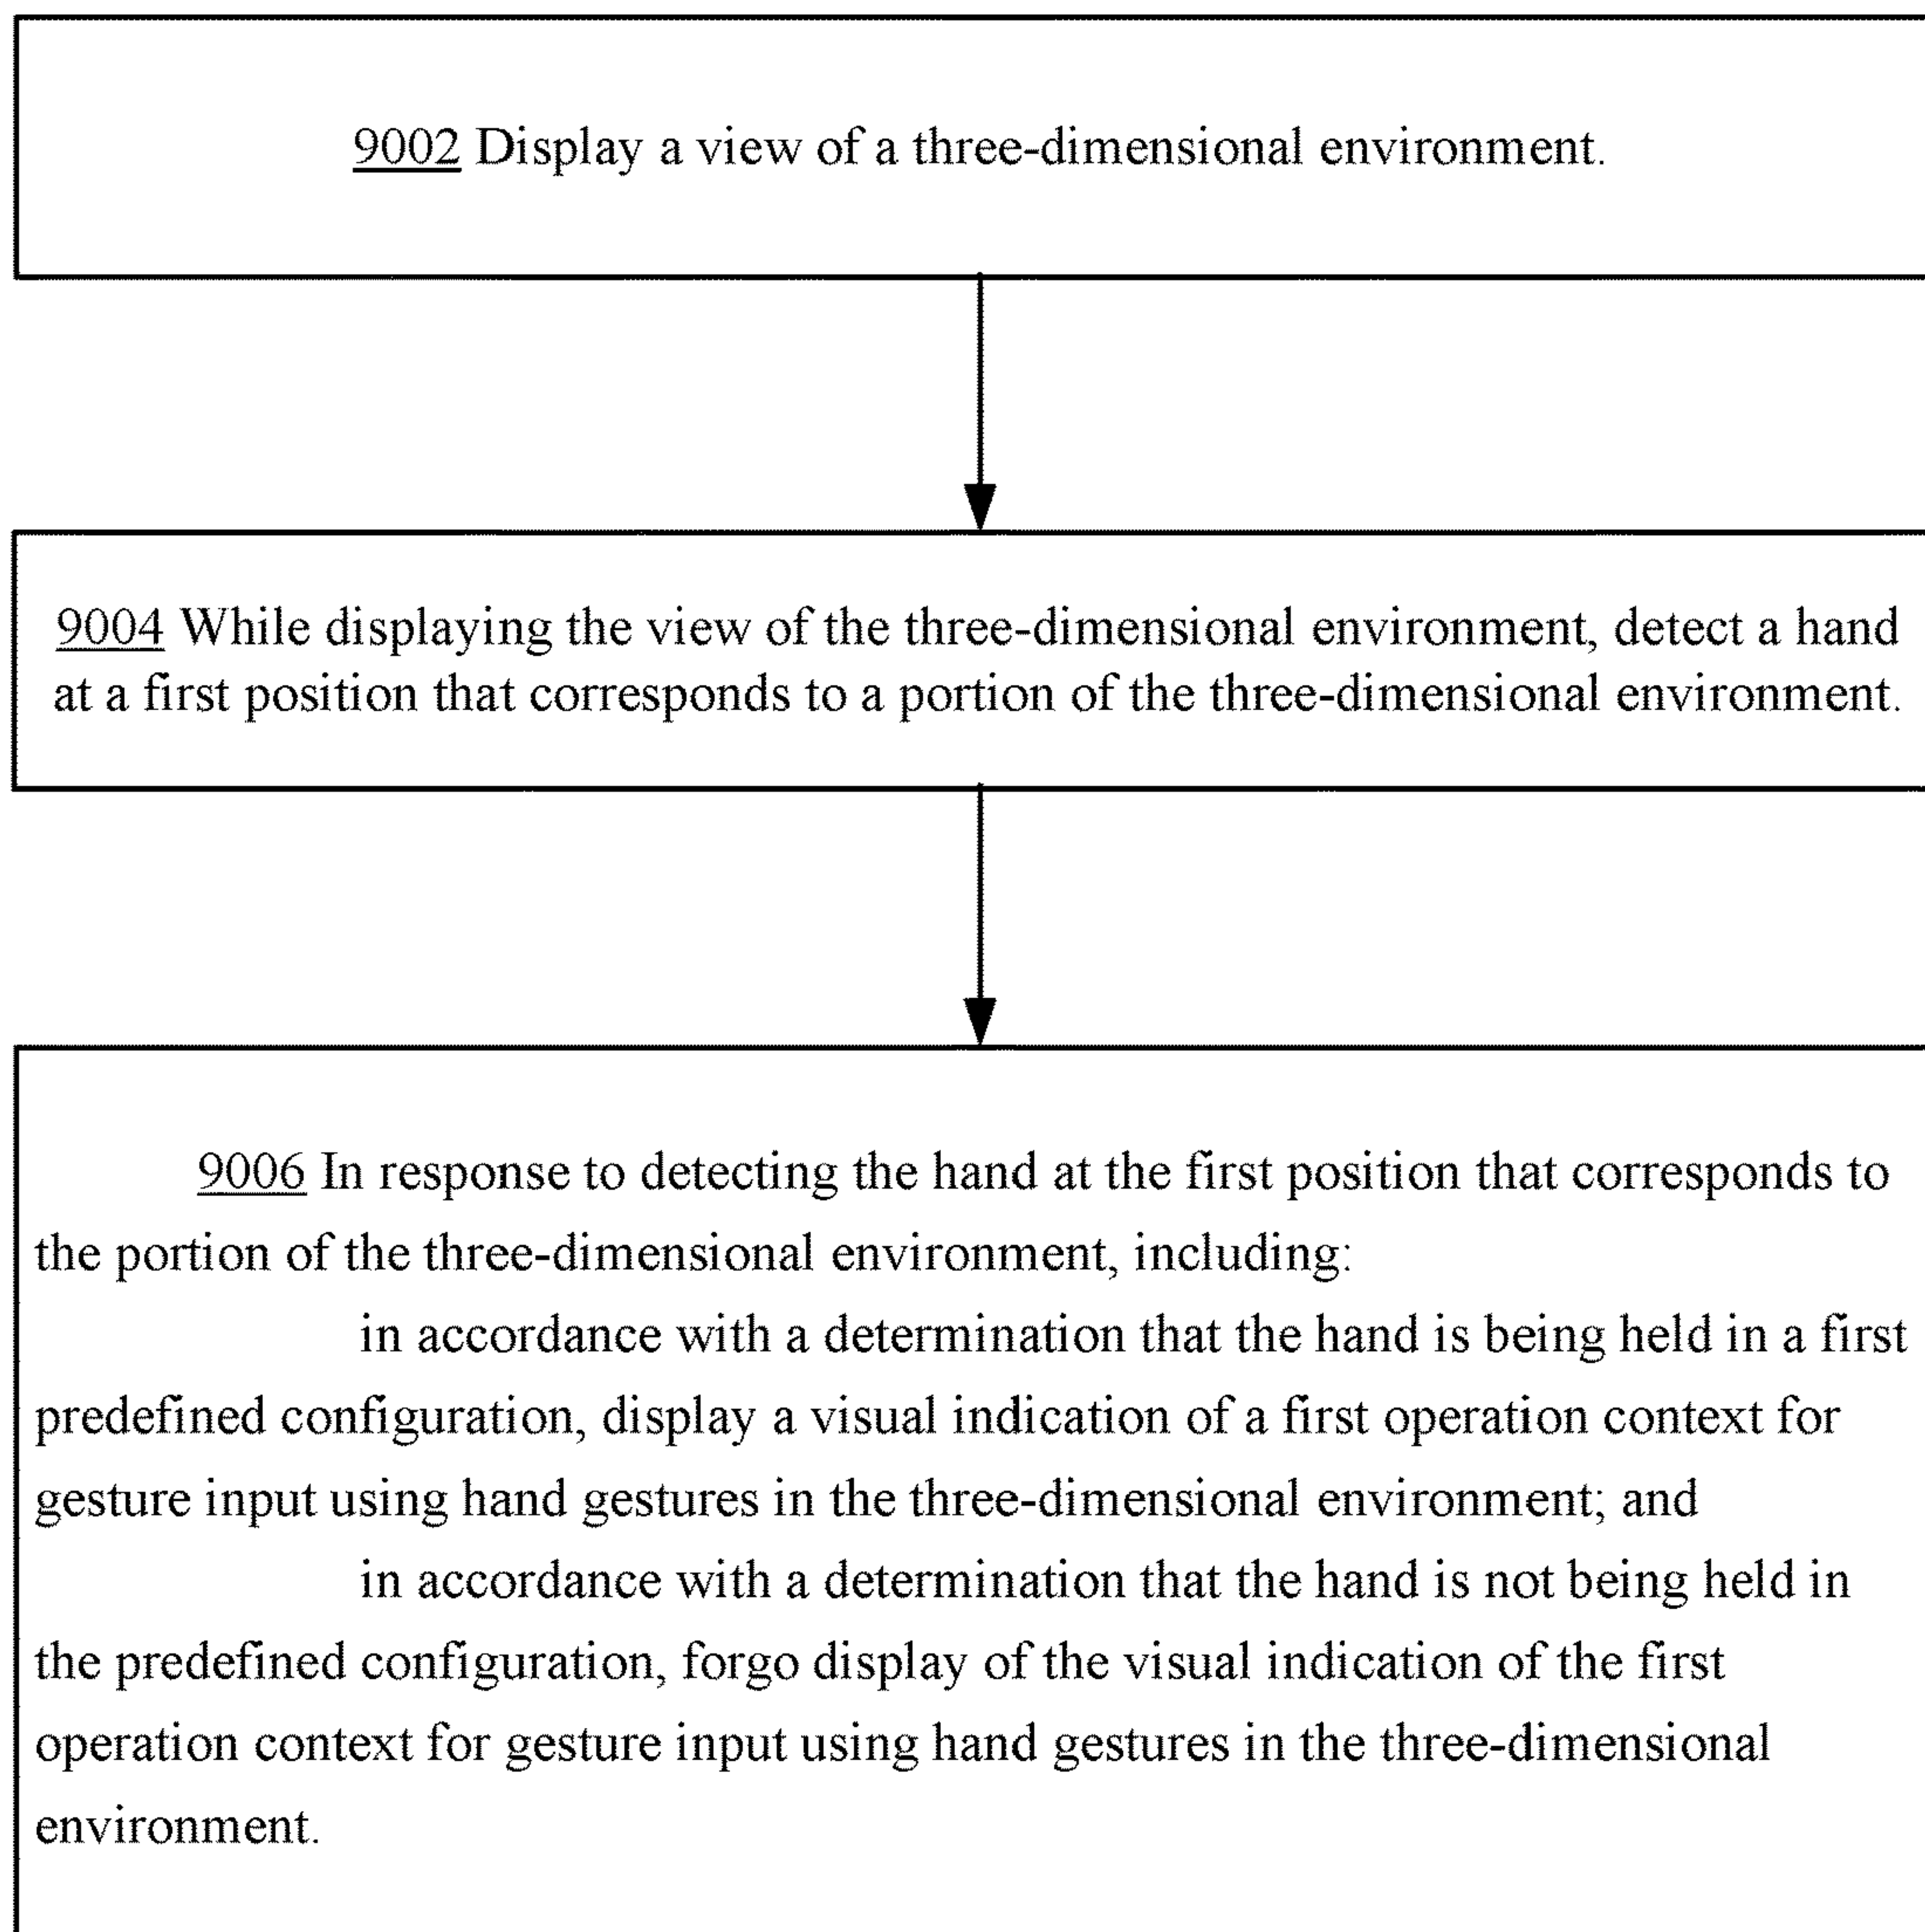 9002 Display a view of a three-dimensional environment.
9004 While displaying the view of the three-dimensional environment, detect a hand
at a first position that corresponds to a portion of the three-dimensional environment.
9006 In response to detecting the hand at the first position that corresponds to
the portion of the three-dimensional environment, including:
in accordance with a determination that the hand is being held in a first
predefined configuration, display a visual indication of a first operation context for
gesture input using hand gestures in the three-dimensional environment; and
in accordance with a determination that the hand is not being held in
the predefined configuration, forgo display of the visual indication of the first
operation context for gesture input using hand gestures in the three-dimensional
environment.